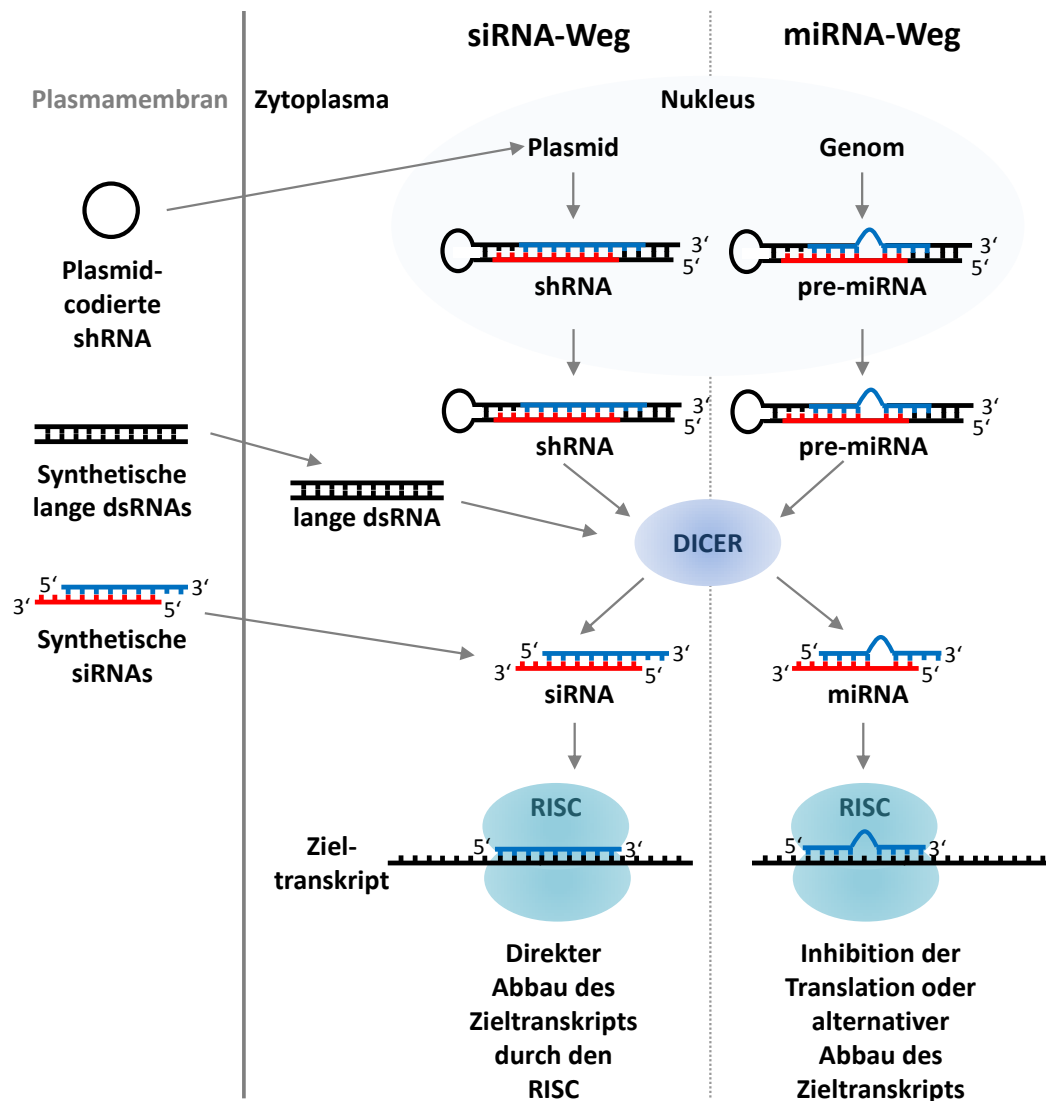 siRNA-Weg
miRNA-Weg
Plasmamembran
Zytoplasma
Nukleus
Plasmid
Genom
3‘
5‘
shRNA
3‘
5‘
pre-miRNA
Plasmid-
codierte
shRNA
3‘
5‘
shRNA
3‘
5‘
pre-miRNA
Synthetische
lange dsRNAs
lange dsRNA
DICER
5‘
3‘
3‘
5‘
Synthetische
siRNAs
5‘
3‘
3‘
5‘
siRNA
5‘
3‘
3‘
5‘
miRNA
RISC
RISC
Ziel-
transkript
5‘
3‘
5‘
3‘
Direkter
Abbau des
Zieltranskripts
durch den
RISC
Inhibition der
Translation oder
alternativer
Abbau des
Zieltranskripts